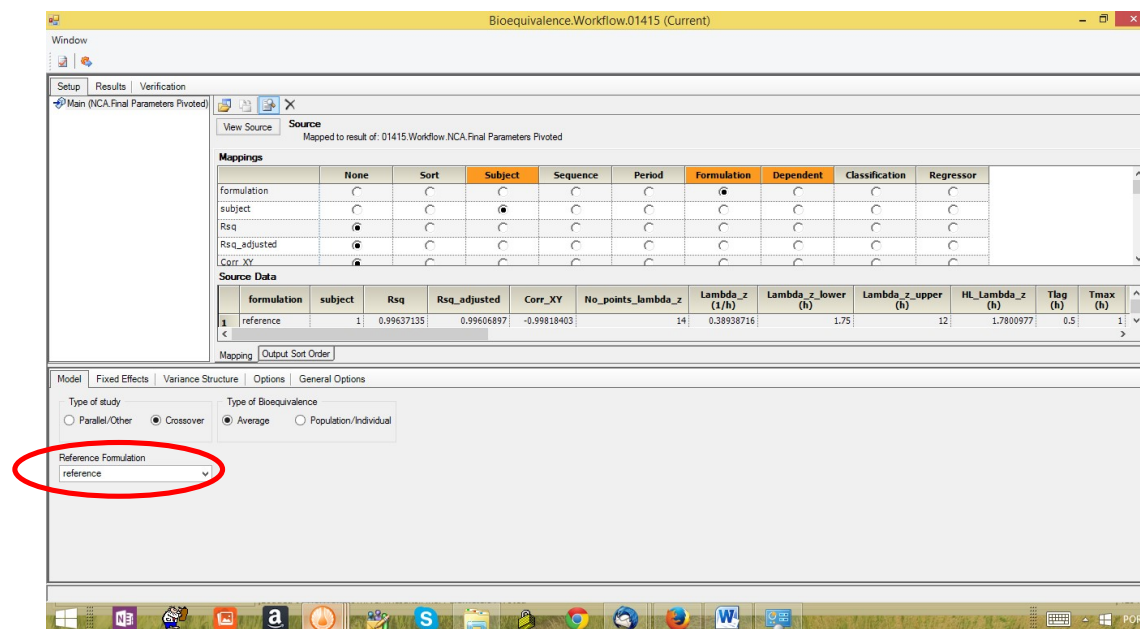 Bioequivalence.Workflow.01415 (Current)
Window
Setup Results Verification
Main (NCA.Final Parameters Pivoted)
View Source Source
Mapped to result of: 01415.Workflow.NCA.Final Parameters Pivoted
Mappings
None Sort Subject Sequence Period Formulation Dependent Classification Regressor
formulation
subject
Rsq
Rsq_adjusted
Corr_XY
Source Data
formulation subject Rsq Rsq_adjusted Corr_XY No_points_lambda_z Lambda_z (1/h) Lambda_z_lower (h) Lambda_z_upper (h) HL_Lambda_z (h) Tlag (h) Tmax (h)
1 reference 1 0.99637135 0.99606897 -0.99818403 14 0.38938716 1.75 12 1.7800977 0.5 1
Mapping Output Sort Order
Model Fixed Effects Variance Structure Options General Options
Type of study Type of Bioequivalence
Parallel/Other Crossover Average Population/Individual
Reference Formulation
reference
N a S W POR